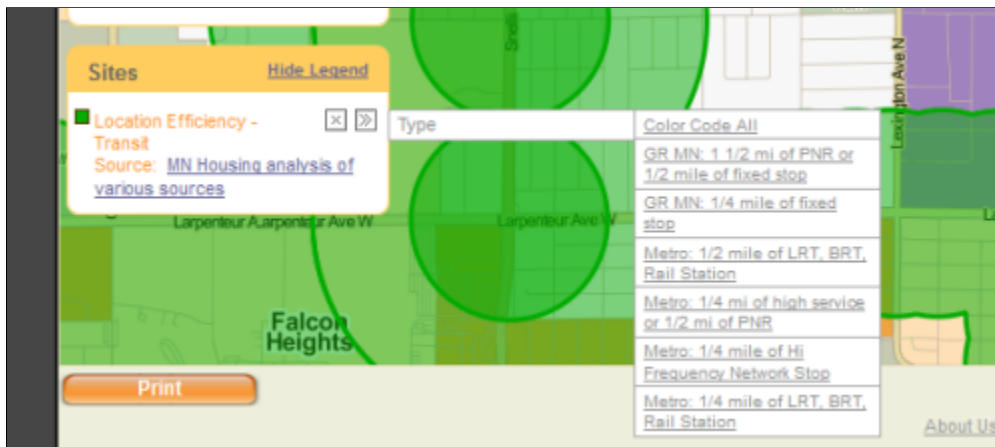 Snelli
Lexington Ave N
Sites
Hide Legend
Location Efficiency -
Transit
Source: MN Housing analysis of
various sources
Type
Color Code All
GR MN: 1 1/2 mi of PNR or
1/2 mile of fixed stop
GR MN: 1/4 mile of fixed
stop
Metro: 1/2 mile of LRT, BRT,
Rail Station
Metro: 1/4 mi of high service
or 1/2 mi of PNR
Metro: 1/4 mile of Hi
Frequency Network Stop
Metro: 1/4 mile of LRT, BRT,
Rail Station
Larpenteur A
arpenteur Ave W
Larpenteur Ave W
La
Falcon
Heights
Print
About Us